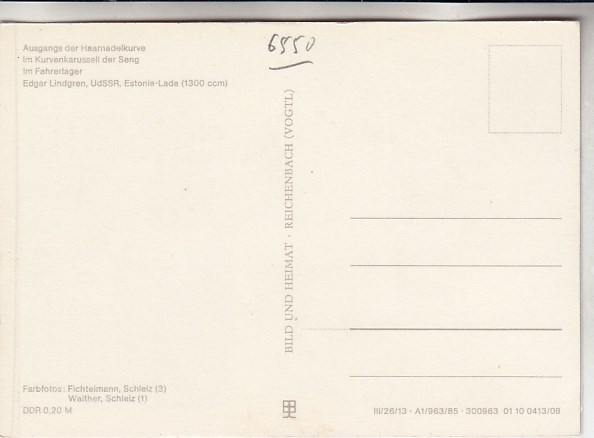 Ausgangs der Haarnadelkurve
Im Kurvenkarussell der Seng
Im Fahrerlager
Edgar Lindgren, UdSSR, Estonia-Lada (1300 ccm)
6550
BILD UND HEIMAT · REICHENBACH (VOGTL)
Farbfotos: Fichtelmann, Schleiz (3)
Walther, Schleiz (1)
DDR 0,20 M
III/26/13 · A1/963/85 · 300963 01 10 0413/08